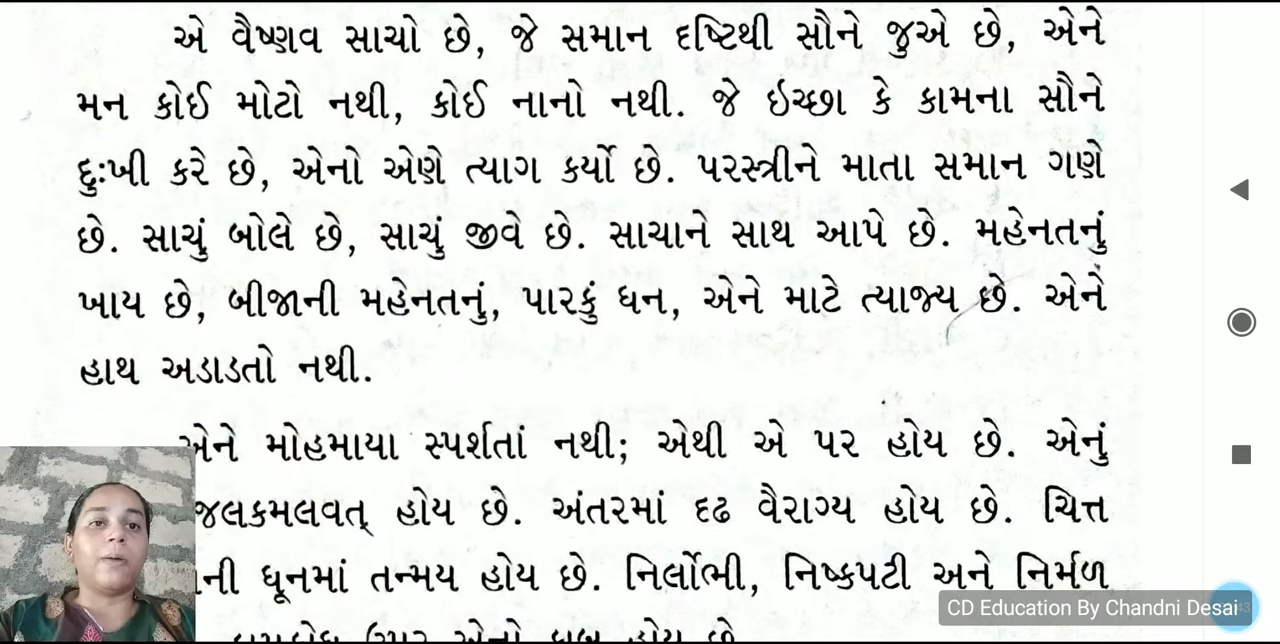 એ વૈષ્ણવ સાચો છે, જે સમાન દૃષ્ટિથી સૌને જુએ છે, એને
મન કોઈ મોટો નથી, કોઈ નાનો નથી. જે ઇચ્છા કે કામના સૌને
દુઃખી કરે છે, એનો એણે ત્યાગ કર્યો છે. પરસ્ત્રીને માતા સમાન ગણે
છે. સાચું બોલે છે, સાચું જીવે છે. સાચાને સાથ આપે છે. મહેનતનું
ખાય છે, બીજાની મહેનતનું, પારકું ધન, એને માટે ત્યાજ્ય છે. એને
હાથ અડાડતો નથી.
એને મોહમાયા સ્પર્શતાં નથી; એથી એ પર હોય છે. એનું
જલકમલવત્ હોય છે. અંતરમાં દૃઢ વૈરાગ્ય હોય છે. ચિત્ત
ધૂનમાં તન્મય હોય છે. નિર્લોભી, નિષ્કપટી અને નિર્મળ
CD Education By Chandni Desai